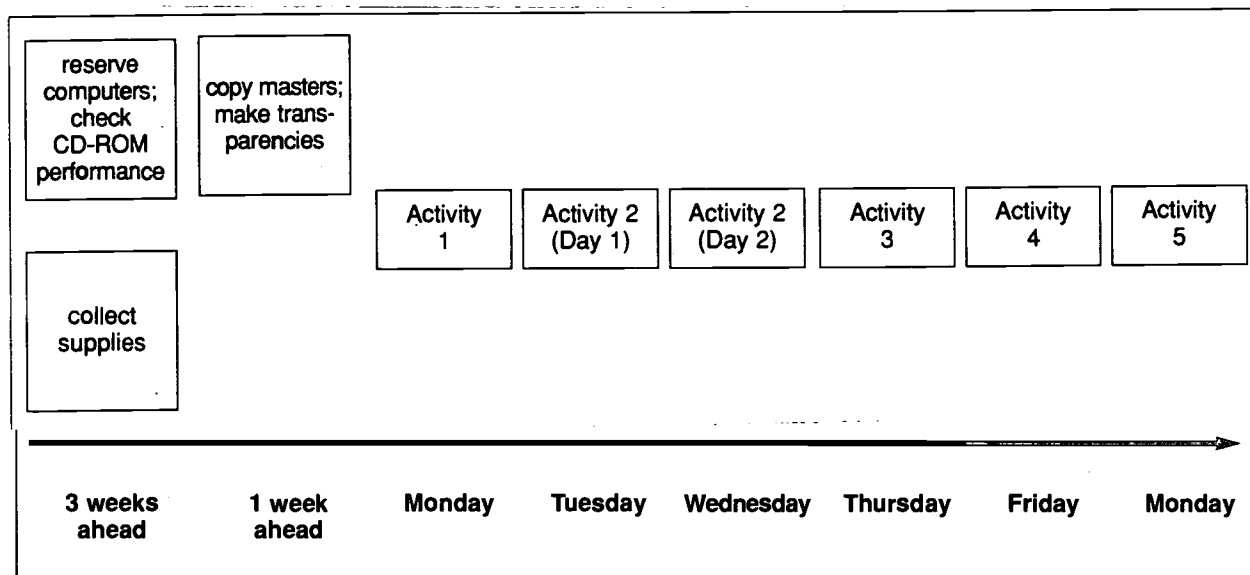 reserve
computers;
check
CD-ROM
performance
copy masters;
make trans-
parencies
Activity
1
Activity 2
(Day 1)
Activity 2
(Day 2)
Activity
3
Activity
4
Activity
5
collect
supplies
3 weeks
ahead
1 week
ahead
Monday
Tuesday
Wednesday
Thursday
Friday
Monday